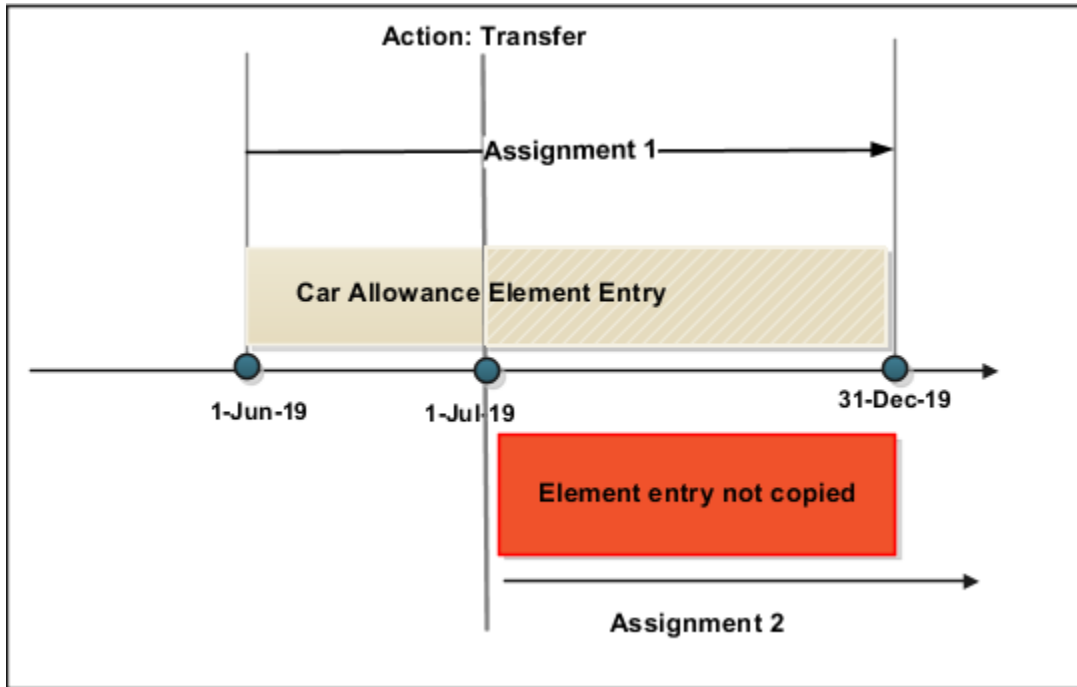 Action: Transfer
Assignment 1
Car Allowance Element Entry
1-Jun-19
1-Jul-19
31-Dec-19
Element entry not copied
Assignment 2